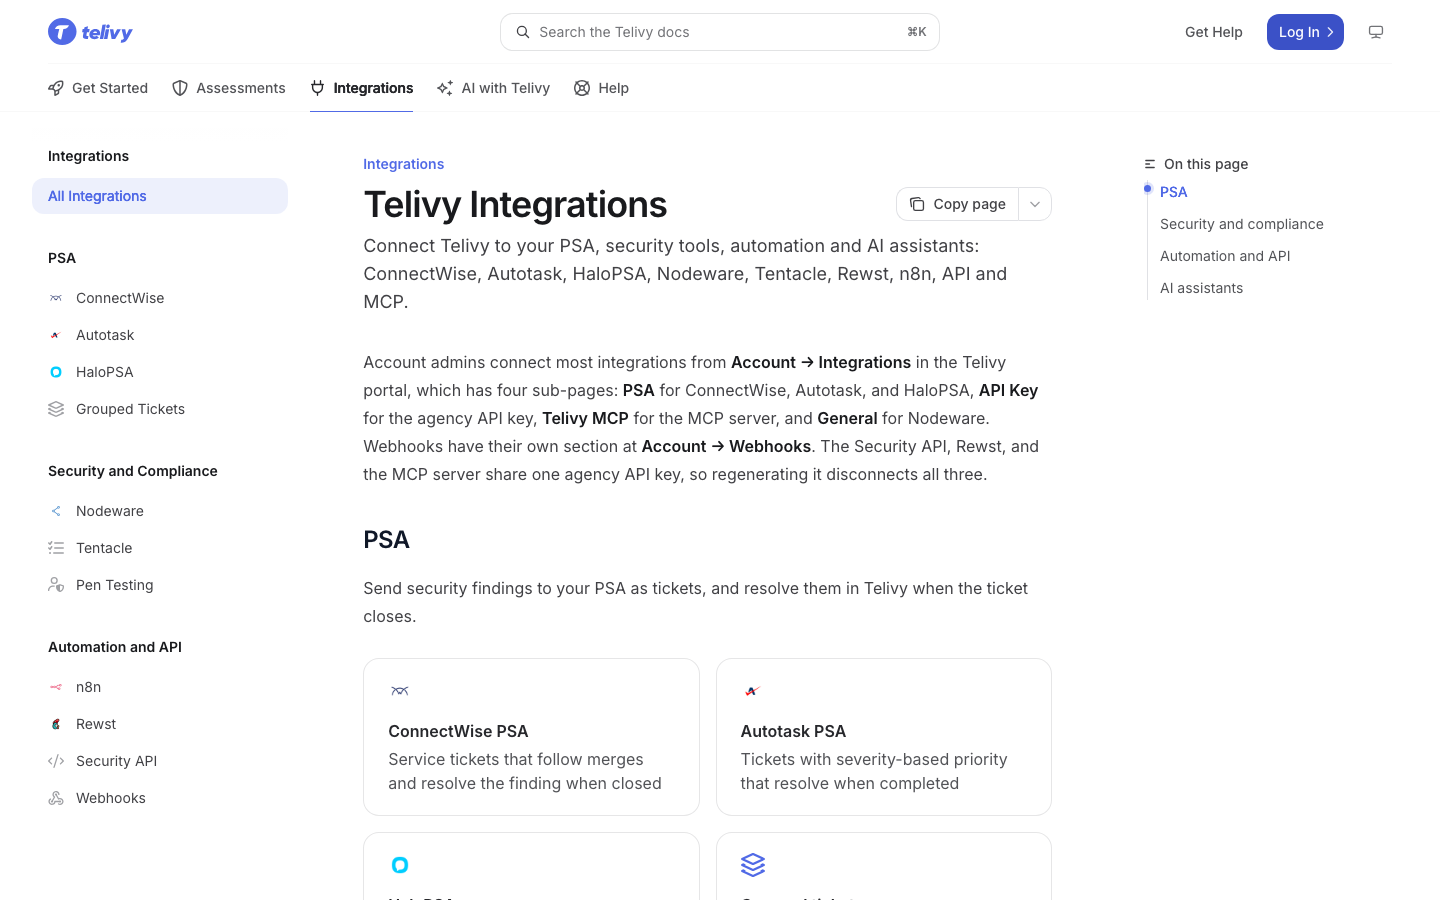 telivy
Search the Telivy docs
⌘K
Get Help
Log In
Get Started
Assessments
Integrations
AI with Telivy
Help
Integrations
All Integrations
PSA
ConnectWise
Autotask
HaloPSA
Grouped Tickets
Security and Compliance
Nodeware
Tentacle
Pen Testing
Automation and API
n8n
Rewst
Security API
Webhooks
Integrations
Telivy Integrations
Copy page
Connect Telivy to your PSA, security tools, automation and AI assistants:
ConnectWise, Autotask, HaloPSA, Nodeware, Tentacle, Rewst, n8n, API and
MCP.
Account admins connect most integrations from Account → Integrations in the Telivy
portal, which has four sub-pages: PSA for ConnectWise, Autotask, and HaloPSA, API Key
for the agency API key, Telivy MCP for the MCP server, and General for Nodeware.
Webhooks have their own section at Account → Webhooks. The Security API, Rewst, and
the MCP server share one agency API key, so regenerating it disconnects all three.
PSA
Send security findings to your PSA as tickets, and resolve them in Telivy when the ticket
closes.
ConnectWise PSA
Service tickets that follow merges
and resolve the finding when closed
Autotask PSA
Tickets with severity-based priority
that resolve when completed
On this page
PSA
Security and compliance
Automation and API
AI assistants